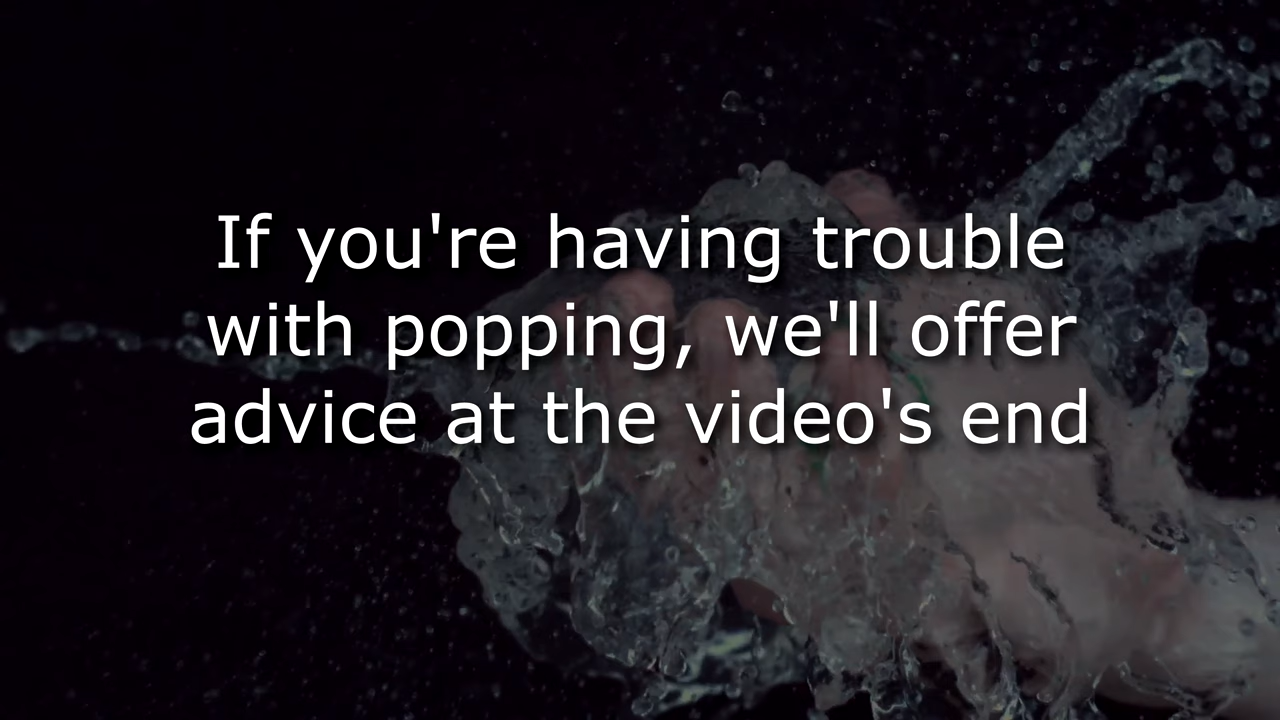 If you're having trouble
with popping, we'll offer
advice at the video's end